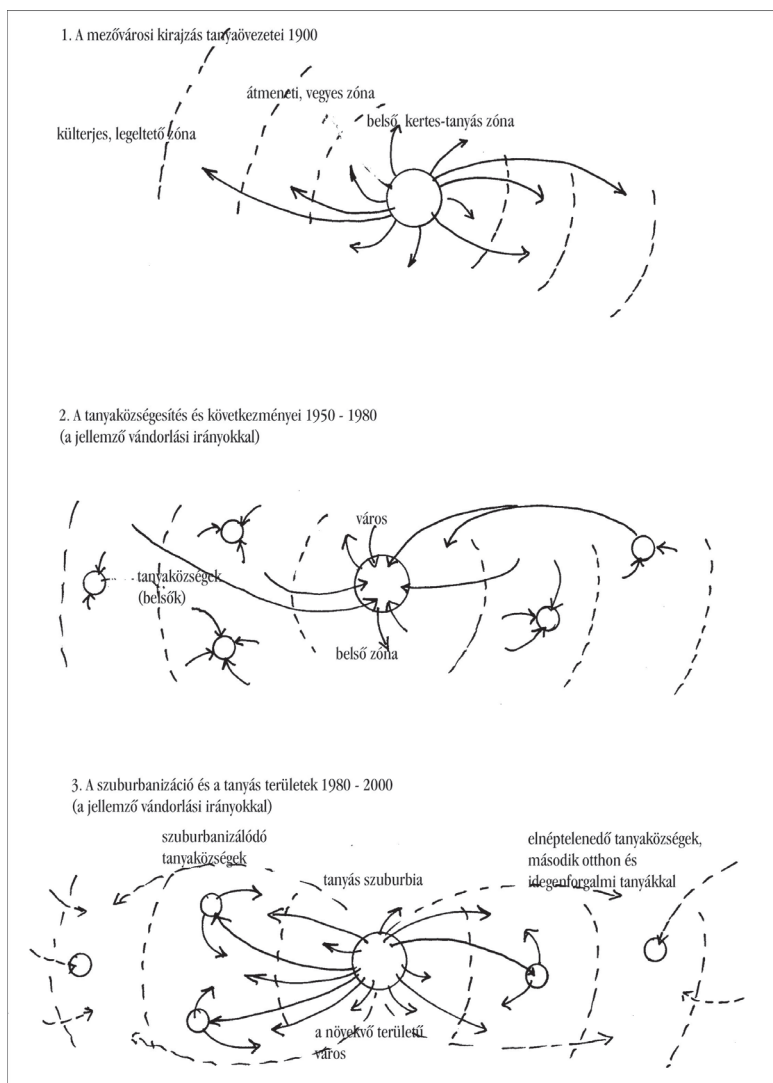 1. A mezővárosi kirajzás tanyaövezetei 1900
átmeneti, vegyes zóna
belső, kertes-tanyás zóna
külterjes, legeltető zóna
2. A tanyaközségesítés és következményei 1950 - 1980
(a jellemző vándorlási irányokkal)
város
tanyaközségek
(belsők)
belső zóna
3. A szuburbanizáció és a tanyás területek 1980 - 2000
(a jellemző vándorlási irányokkal)
szuburbanizálódó
tanyaközségek
elnéptelenedő tanyaközségek,
második otthon és
idegenforgalmi tanyákkal
tanyás szuburbia
a növekvő területű
város